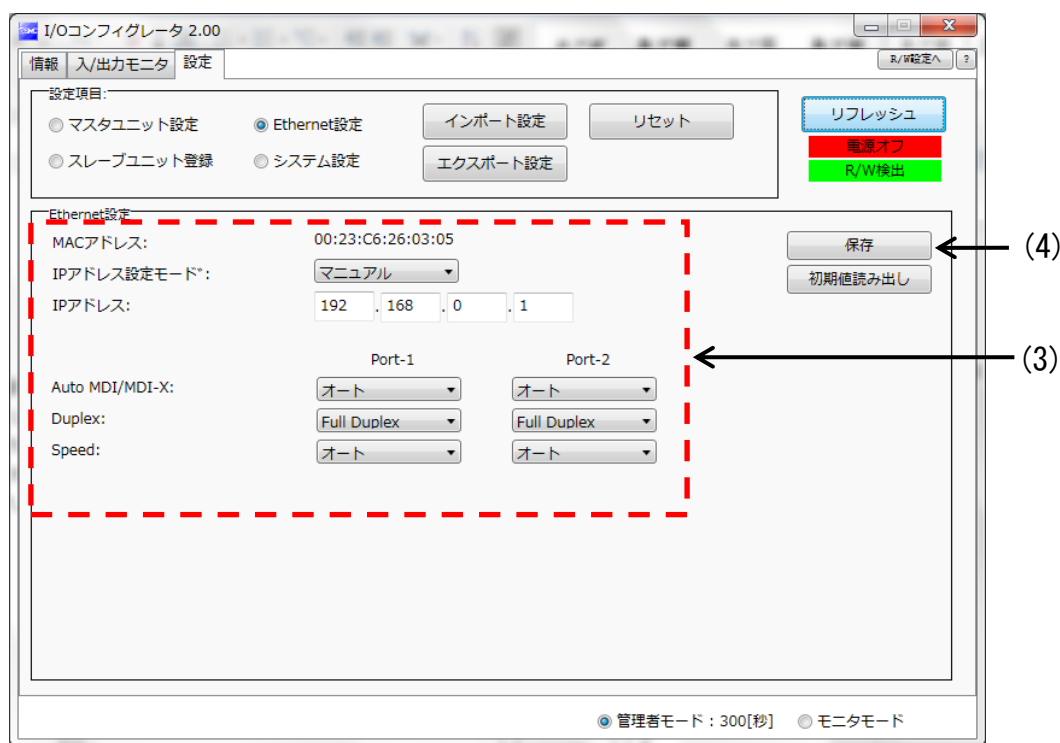 I/Oコンフィグレータ 2.00
情報 入/出力モニタ 設定 R/W設定へ ?
設定項目:
マスタユニット設定 Ethernet設定 インポート設定 リセット リフレッシュ
電源オフ
スレーブユニット登録 システム設定 エクスポート設定 R/W検出
Ethernet設定
MACアドレス: 00:23:C6:26:03:05 保存 (4)
IPアドレス設定モード: マニュアル 初期値読み出し
IPアドレス: 192 . 168 . 0 . 1
Port-1 Port-2 (3)
Auto MDI/MDI-X: オート オート
Duplex: Full Duplex Full Duplex
Speed: オート オート
管理者モード：300[秒] モニタモード